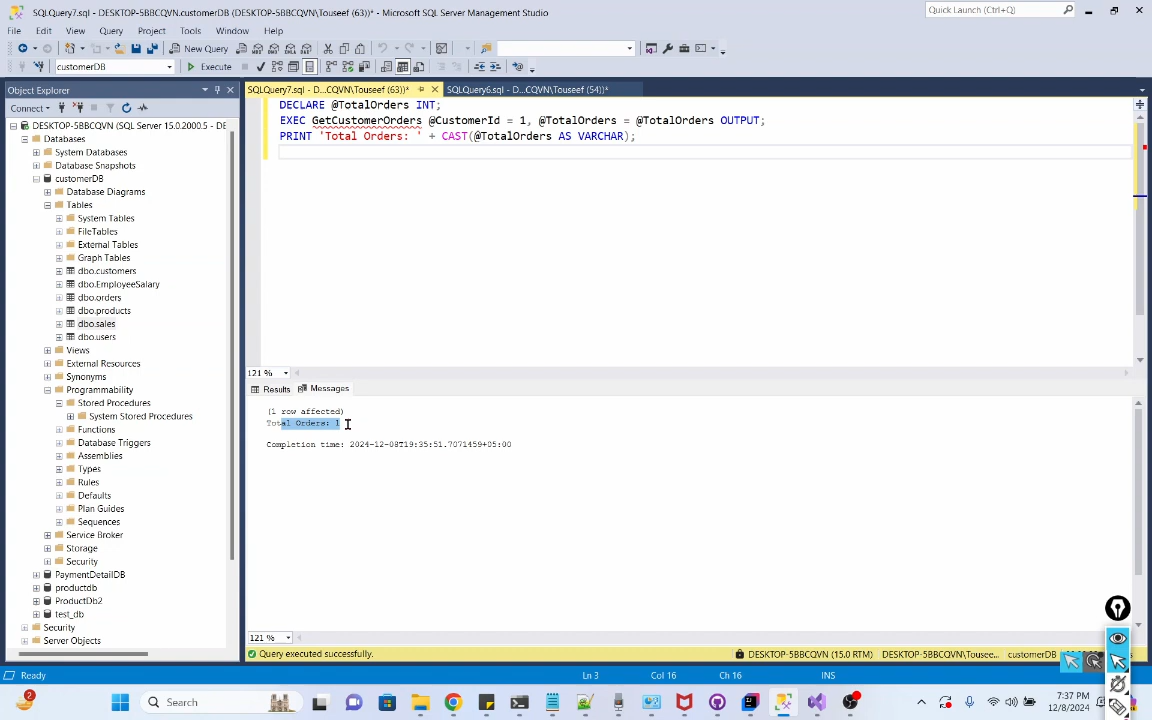 SQLQuery7.sql - DESKTOP-5BBCQVN.customerDB (DESKTOP-5BBCQVN\Touseef (63))* - Microsoft SQL Server Management Studio
Quick Launch (Ctrl+Q)
File Edit View Query Project Tools Window Help
New Query
customerDB
Execute
Object Explorer
SQLQuery7.sql - D...CQVN\Touseef (63))*
SQLQuery6.sql - D...CQVN\Touseef (54))*
Connect
DESKTOP-5BBCQVN (SQL Server 15.0.2000.5 - DE
Databases
System Databases
Database Snapshots
customerDB
Database Diagrams
Tables
System Tables
FileTables
External Tables
Graph Tables
dbo.customers
dbo.EmployeeSalary
dbo.orders
dbo.products
dbo.sales
dbo.users
Views
External Resources
Synonyms
Programmability
Stored Procedures
System Stored Procedures
Functions
Database Triggers
Assemblies
Types
Rules
Defaults
Plan Guides
Sequences
Service Broker
Storage
Security
PaymentDetailDB
productdb
ProductDb2
test_db
Security
Server Objects
DECLARE @TotalOrders INT;
EXEC GetCustomerOrders @CustomerId = 1, @TotalOrders = @TotalOrders OUTPUT;
PRINT 'Total Orders: ' + CAST(@TotalOrders AS VARCHAR);
121 %
Results
Messages
(1 row affected)
Total Orders: 1
Completion time: 2024-12-08T19:35:51.7071459+05:00
121 %
Query executed successfully.
DESKTOP-5BBCQVN (15.0 RTM)
DESKTOP-5BBCQVN\Tousee...
customerDB
Ready
Ln 3
Col 16
Ch 16
INS
2
Search
7:37 PM
12/8/2024